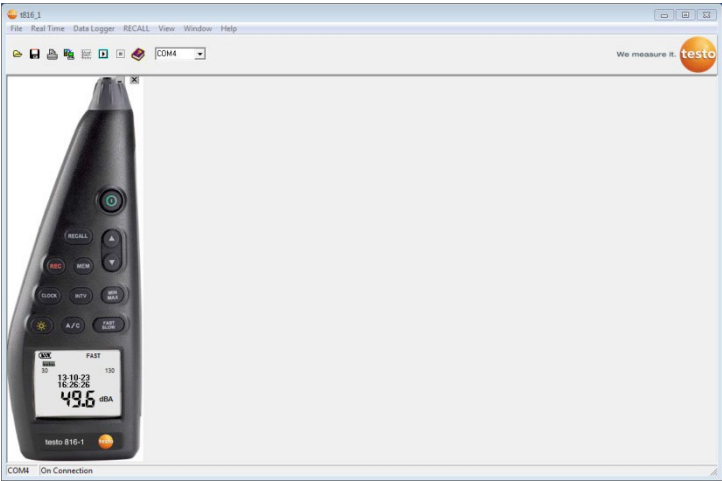 t816_1
File Real Time Data Logger RECALL View Window Help
COM4
We measure it. testo
RECALL
REC MEM
CLOCK INTV MIN MAX
A/C FAST SLOW
FAST
30 130
13-10-23
16:26:26
49.6 dBA
testo 816-1
COM4 On Connection